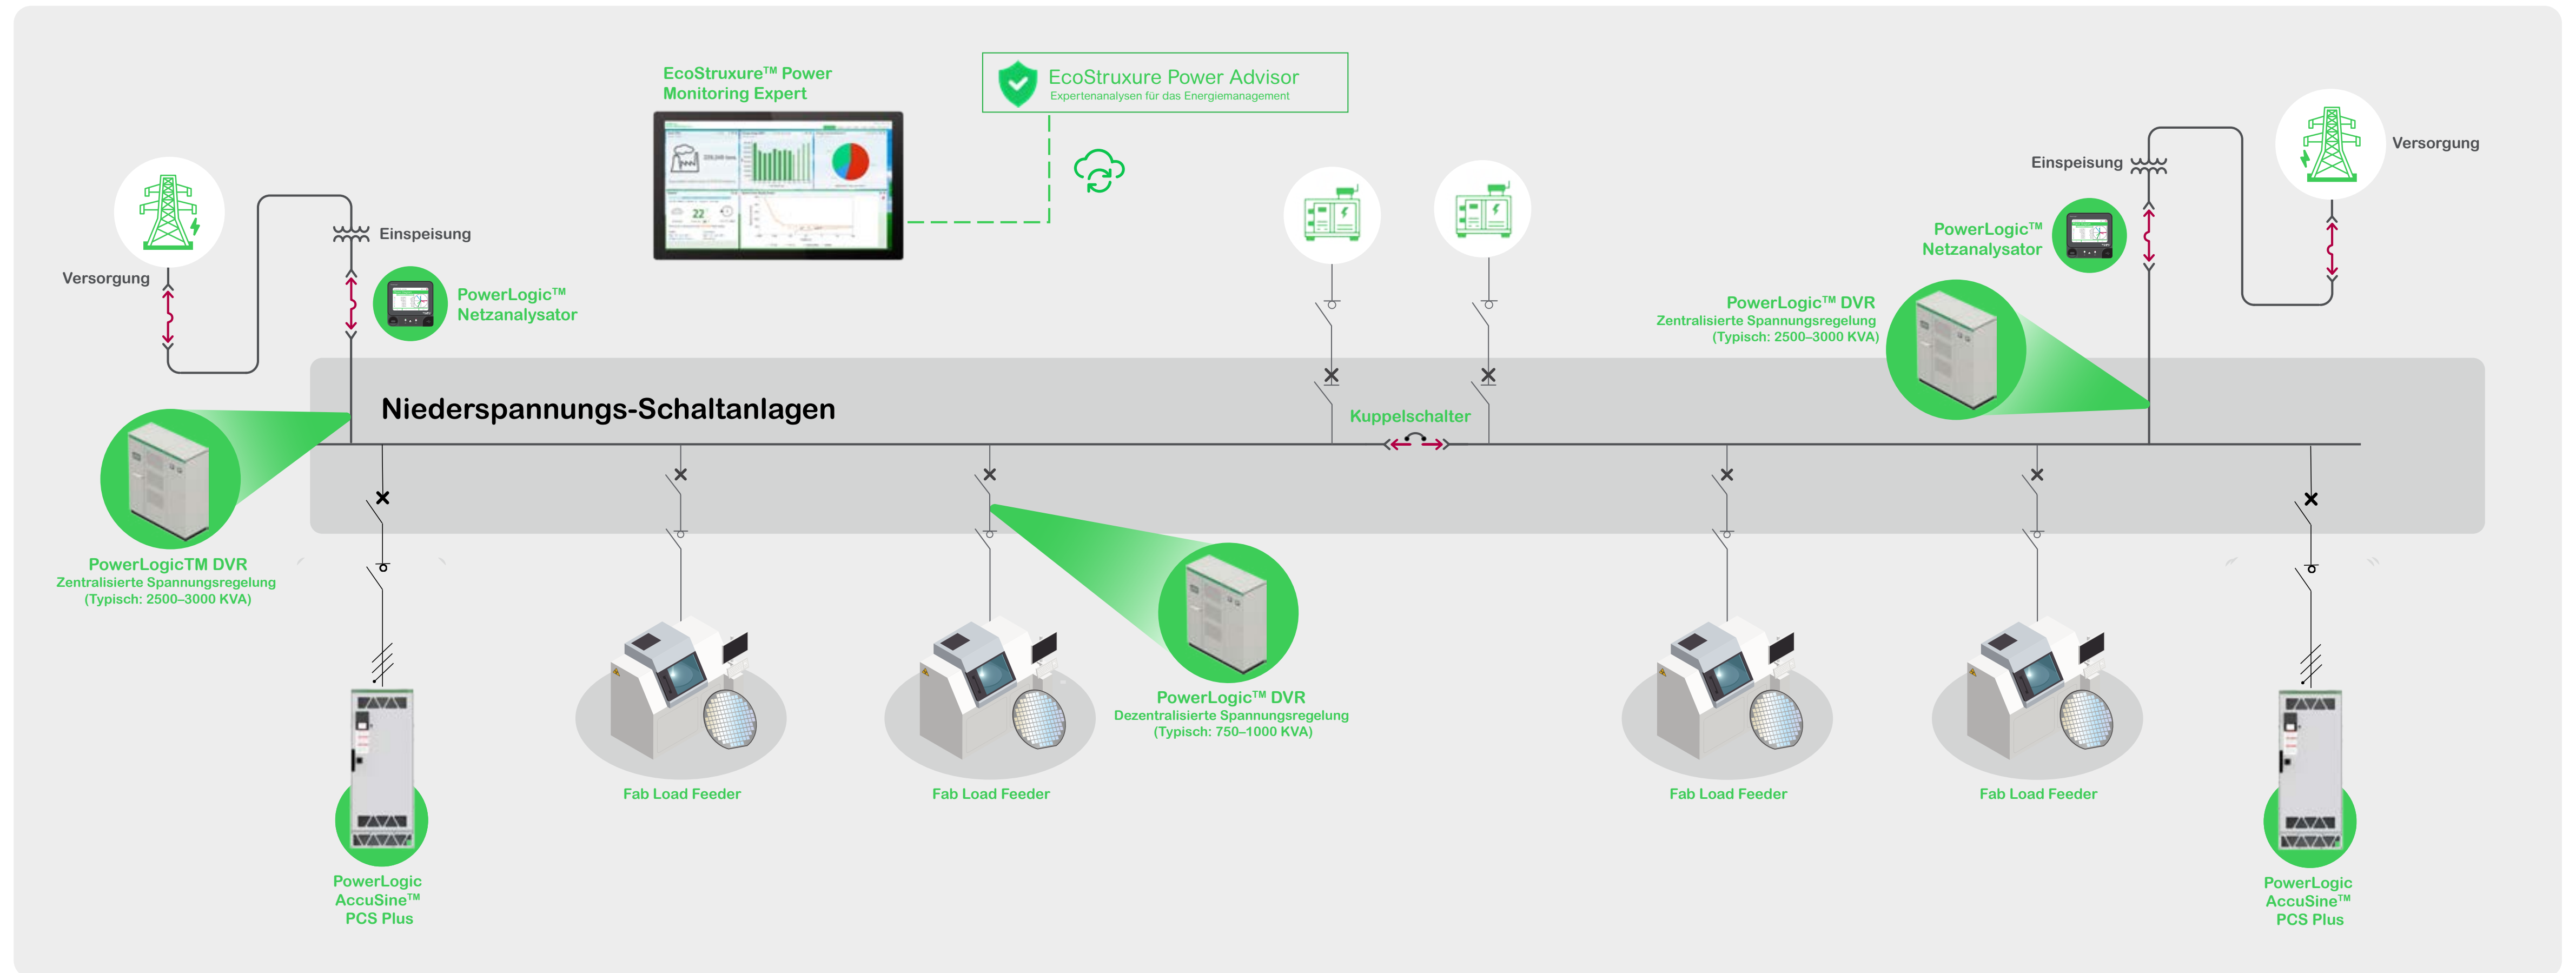 EcoStruxure™ Power
Monitoring Expert
EcoStruxure Power Advisor
Expertenanalysen für das Energiemanagement
22°
Versorgung
Einspeisung
PowerLogic™
Netzanalysator
Einspeisung
Versorgung
PowerLogic™
Netzanalysator
PowerLogic™ DVR
Zentralisierte Spannungsregelung
(Typisch: 2500–3000 KVA)
Niederspannungs-Schaltanlagen
Kuppelschalter
PowerLogicTM DVR
Zentralisierte Spannungsregelung
(Typisch: 2500–3000 KVA)
PowerLogic™ DVR
Dezentralisierte Spannungsregelung
(Typisch: 750–1000 KVA)
Fab Load Feeder
Fab Load Feeder
Fab Load Feeder
Fab Load Feeder
PowerLogic
AccuSine™
PCS Plus
PowerLogic
AccuSine™
PCS Plus